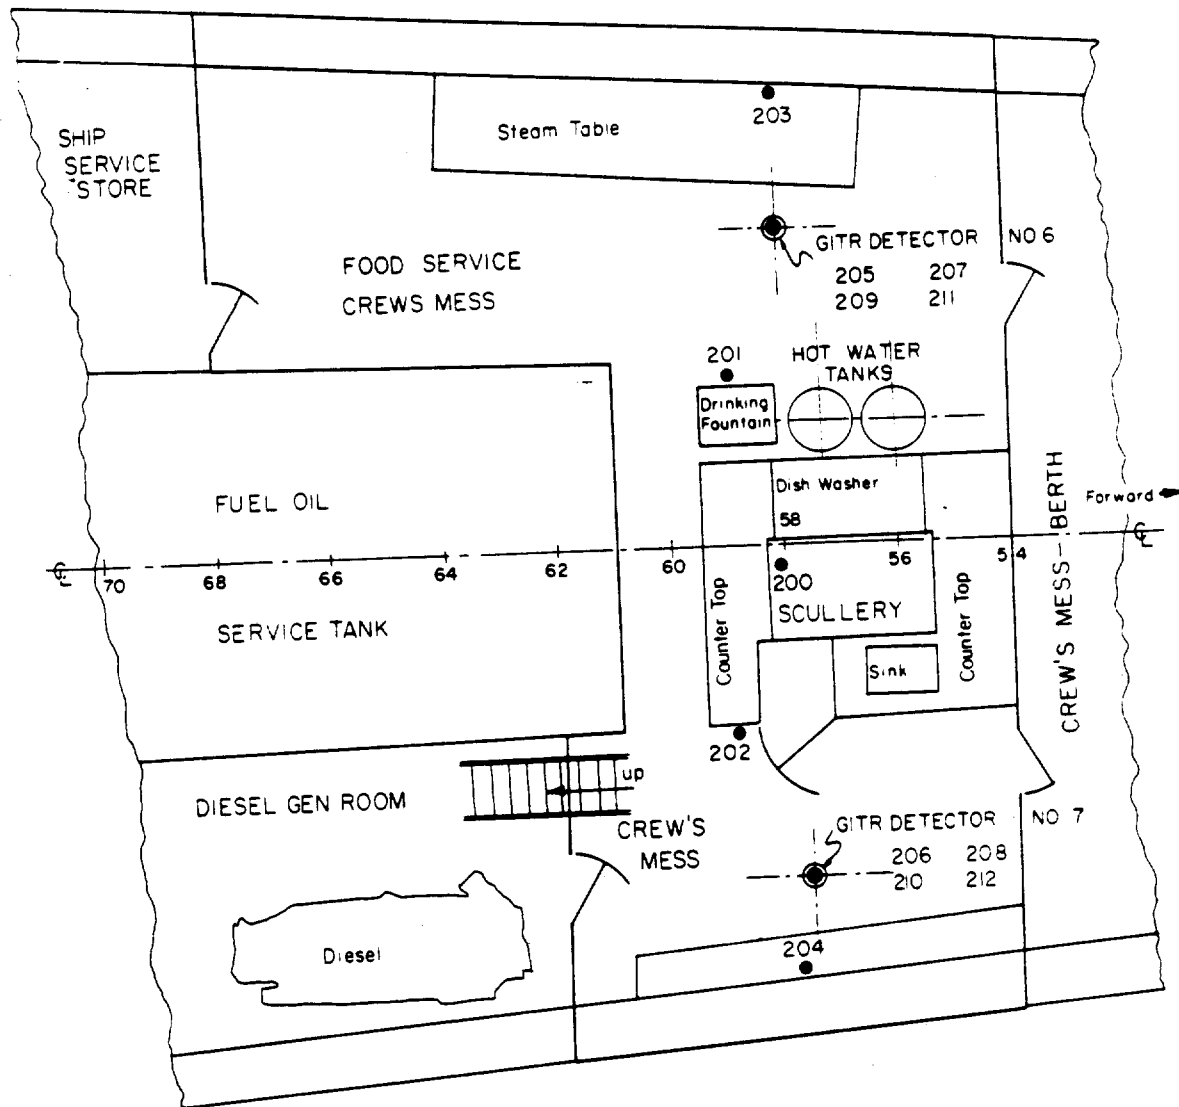 203
Steam Table
SHIP
SERVICE
STORE
GITR DETECTOR NO 6
205 207
209 211
FOOD SERVICE
CREWS MESS
201
HOT WATER
TANKS
Drinking
Fountain
Dish Washer
FUEL OIL
58
CREW'S MESS-BERTH
Forward
70
68
66
64
62
60
56
54
200
SCULLERY
SERVICE TANK
Counter Top
Sink
Counter Top
202
up
DIESEL GEN ROOM
CREW'S
MESS
GITR DETECTOR NO 7
206 208
210 212
204
Diesel